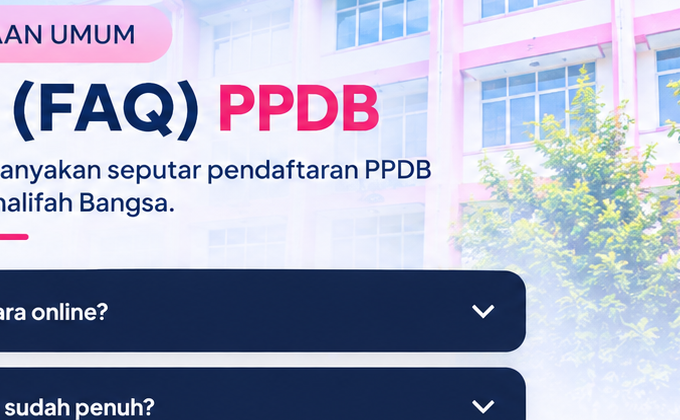 AAN UMUM
(FAQ) PPDB
anyakan seputar pendaftaran PPDB
halifah Bangsa.
ara online?
sudah penuh?